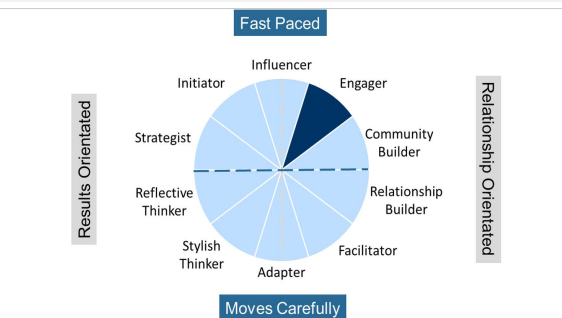 Fast Paced
Influencer
Initiator
Engager
Strategist
Community
Builder
Results Orientated
Relationship Orientated
Reflective
Thinker
Relationship
Builder
Stylish
Thinker
Facilitator
Adapter
Moves Carefully